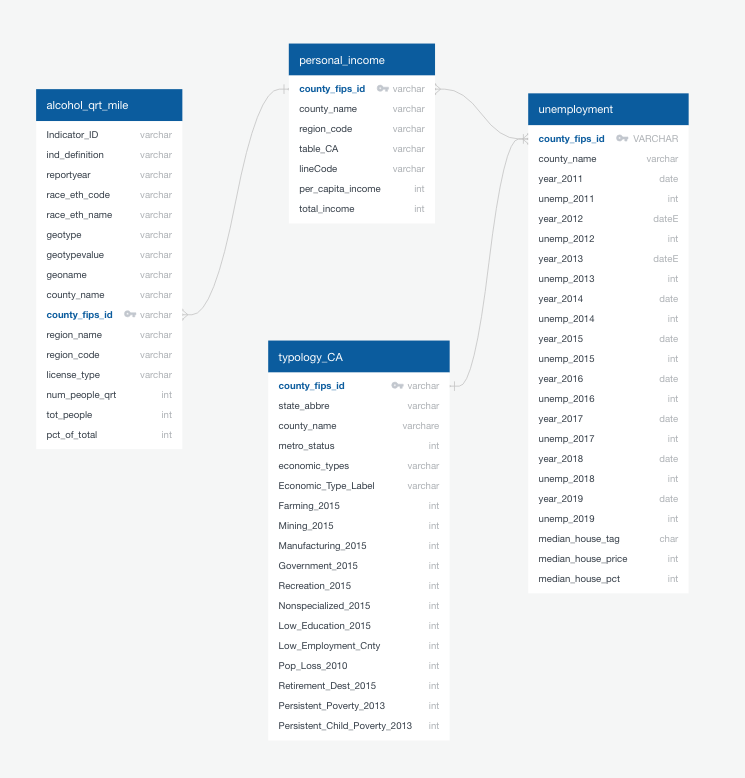 alcohol_qrt_mile
Indicator_ID varchar
ind_definition varchar
reportyear varchar
race_eth_code varchar
race_eth_name varchar
geotype varchar
geotypevalue varchar
geoname varchar
county_name varchar
county_fips_id varchar
region_name varchar
region_code varchar
license_type varchar
num_people_qrt int
tot_people int
pct_of_total int
personal_income
county_fips_id varchar
county_name varchar
region_code varchar
table_CA varchar
lineCode varchar
per_capita_income int
total_income int
typology_CA
county_fips_id varchar
state_abbre varchar
county_name varchare
metro_status int
economic_types varchar
Economic_Type_Label varchar
Farming_2015 int
Mining_2015 int
Manufacturing_2015 int
Government_2015 int
Recreation_2015 int
Nonspecialized_2015 int
Low_Education_2015 int
Low_Employment_Cnty int
Pop_Loss_2010 int
Retirement_Dest_2015 int
Persistent_Poverty_2013 int
Persistent_Child_Poverty_2013 int
unemployment
county_fips_id VARCHAR
county_name varchar
year_2011 date
unemp_2011 int
year_2012 dateE
unemp_2012 int
year_2013 dateE
unemp_2013 int
year_2014 date
unemp_2014 int
year_2015 date
unemp_2015 int
year_2016 date
unemp_2016 int
year_2017 date
unemp_2017 int
year_2018 date
unemp_2018 int
year_2019 date
unemp_2019 int
median_house_tag char
median_house_price int
median_house_pct int